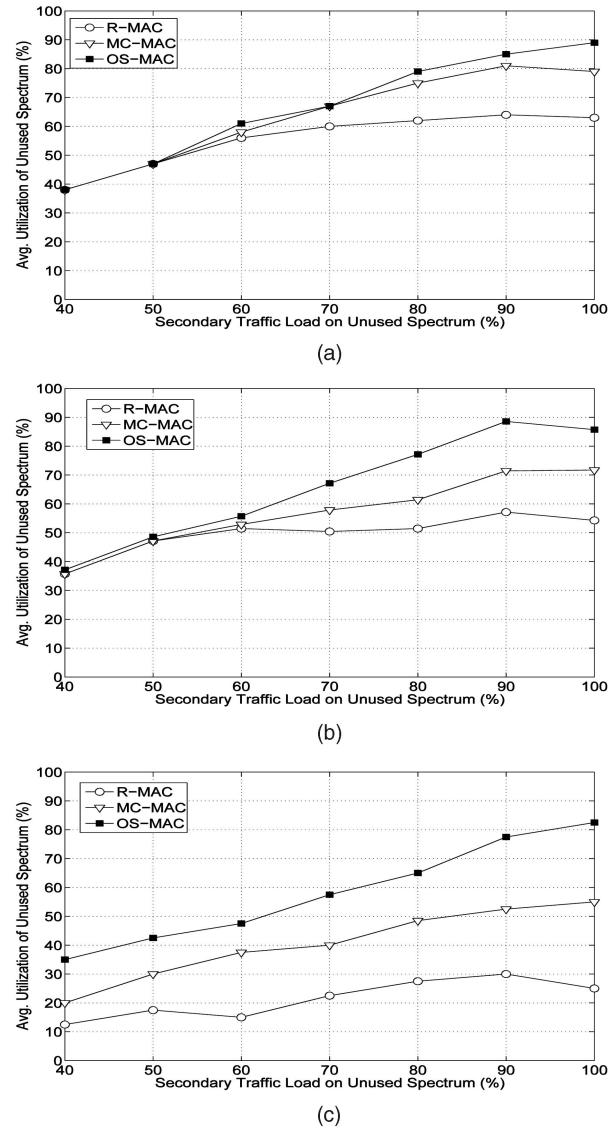 100
90
80
70
60
50
40
30
20
10
0
Avg. Utilization of Unused Spectrum (%)
R-MAC
MC-MAC
OS-MAC
40 50 60 70 80 90 100
Secondary Traffic Load on Unused Spectrum (%)
(a)
100
90
80
70
60
50
40
30
20
10
0
Avg. Utilization of Unused Spectrum (%)
R-MAC
MC-MAC
OS-MAC
40 50 60 70 80 90 100
Secondary Traffic Load on Unused Spectrum (%)
(b)
100
90
80
70
60
50
40
30
20
10
0
Avg. Utilization of Unused Spectrum (%)
R-MAC
MC-MAC
OS-MAC
40 50 60 70 80 90 100
Secondary Traffic Load on Unused Spectrum (%)
(c)